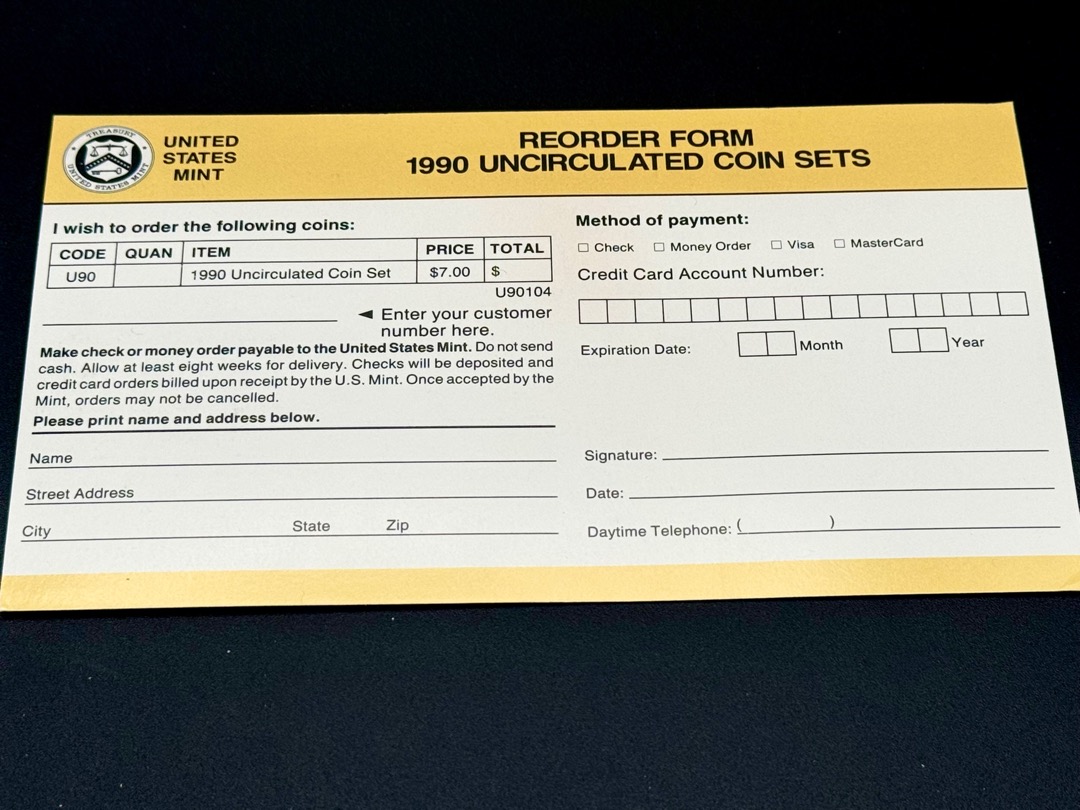 TREASURY
UNITED STATES MINT
UNITED
STATES
MINT
REORDER FORM
1990 UNCIRCULATED COIN SETS
I wish to order the following coins:
CODE QUAN ITEM PRICE TOTAL
U90 1990 Uncirculated Coin Set $7.00 $
U90104
◄ Enter your customer
number here.
Make check or money order payable to the United States Mint. Do not send
cash. Allow at least eight weeks for delivery. Checks will be deposited and
credit card orders billed upon receipt by the U.S. Mint. Once accepted by the
Mint, orders may not be cancelled.
Please print name and address below.
Name
Street Address
City State Zip
Method of payment:
☐ Check ☐ Money Order ☐ Visa ☐ MasterCard
Credit Card Account Number:
Expiration Date: Month Year
Signature:
Date:
Daytime Telephone: ( )